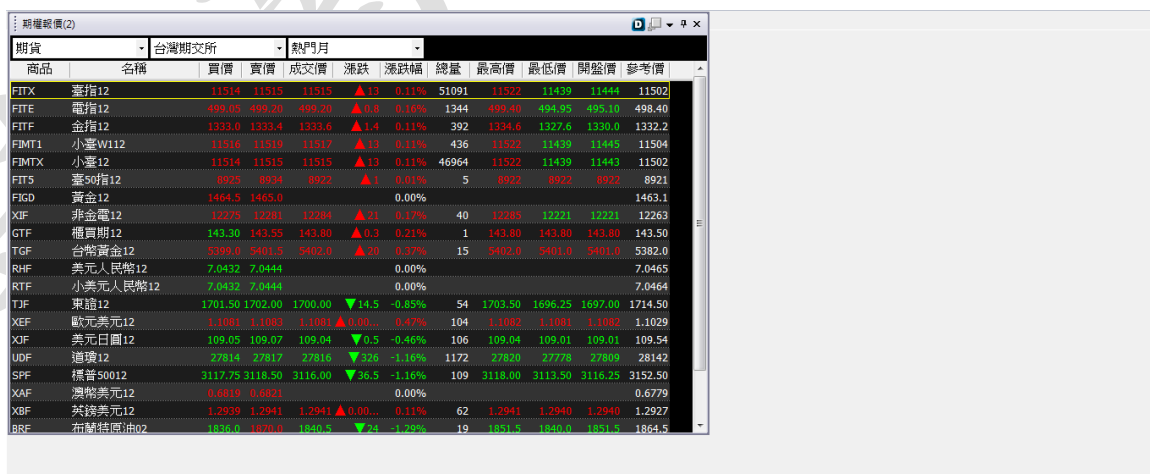 期權報價(2)
期貨 台灣期交所 熱門月
商品 名稱 買價 賣價 成交價 漲跌 漲跌幅 總量 最高價 最低價 開盤價 參考價
FITX 臺指12 11514 11515 11515 ▲13 0.11% 51091 11522 11439 11444 11502
FITE 電指12 499.05 499.20 499.20 ▲0.8 0.16% 1344 499.40 494.95 495.10 498.40
FITF 金指12 1333.0 1333.4 1333.6 ▲1.4 0.11% 392 1334.6 1327.6 1330.0 1332.2
FIMT1 小臺W112 11516 11519 11517 ▲13 0.11% 436 11522 11439 11445 11504
FIMTX 小臺12 11514 11515 11515 ▲13 0.11% 46964 11522 11439 11443 11502
FIT5 臺50指12 8925 8934 8922 ▲1 0.01% 5 8922 8922 8922 8921
FIGD 黃金12 1464.5 1465.0 0.00% 1463.1
XIF 非金電12 12275 12281 12284 ▲21 0.17% 40 12285 12221 12221 12263
GTF 櫃買期12 143.30 143.55 143.80 ▲0.3 0.21% 1 143.80 143.80 143.80 143.50
TGF 台幣黃金12 5399.0 5401.5 5402.0 ▲20 0.37% 15 5402.0 5401.0 5401.0 5382.0
RHF 美元人民幣12 7.0432 7.0444 0.00% 7.0465
RTF 小美元人民幣12 7.0432 7.0444 0.00% 7.0464
TJF 東證12 1701.50 1702.00 1700.00 ▼14.5 -0.85% 54 1703.50 1696.25 1697.00 1714.50
XEF 歐元美元12 1.1081 1.1083 1.1081 ▲0.00... 0.47% 104 1.1082 1.1081 1.1082 1.1029
XJF 美元日圓12 109.05 109.07 109.04 ▼0.5 -0.46% 106 109.04 109.01 109.01 109.54
UDF 道瓊12 27814 27817 27816 ▼326 -1.16% 1172 27820 27778 27809 28142
SPF 標普50012 3117.75 3118.50 3116.00 ▼36.5 -1.16% 109 3118.00 3113.50 3116.25 3152.50
XAF 澳幣美元12 0.6819 0.6821 0.00% 0.6779
XBF 英鎊美元12 1.2939 1.2941 1.2941 ▲0.00... 0.11% 62 1.2941 1.2940 1.2940 1.2927
BRF 布蘭特原油02 1836.0 1870.0 1840.5 ▼24 -1.29% 19 1851.5 1840.0 1851.5 1864.5